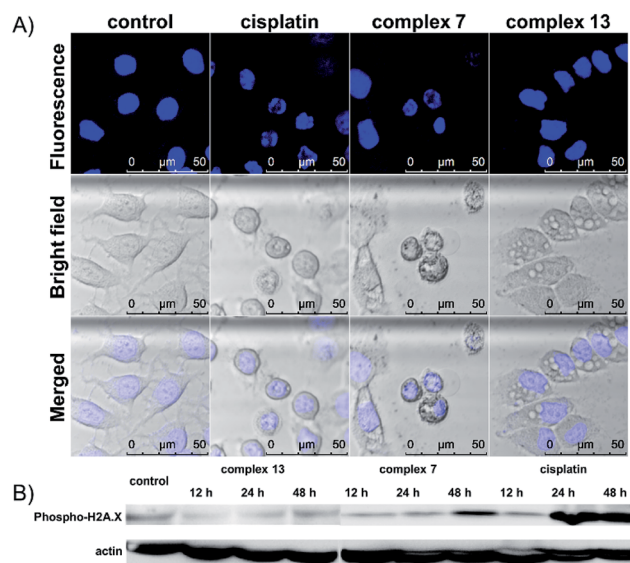 A) control cisplatin complex 7 complex 13
Fluorescence
0 µm 50 0 µm 50 0 µm 50 0 µm 50
Bright field
µm µm µm µm
0 50 0 50 0 50 0 50
Merged
µm µm µm µm
0 50 0 50 0 50 0 50
B) control complex 13 complex 7 cisplatin
12 h 24 h 48 h 12 h 24 h 48 h 12 h 24 h 48 h
Phospho-H2A.X
actin